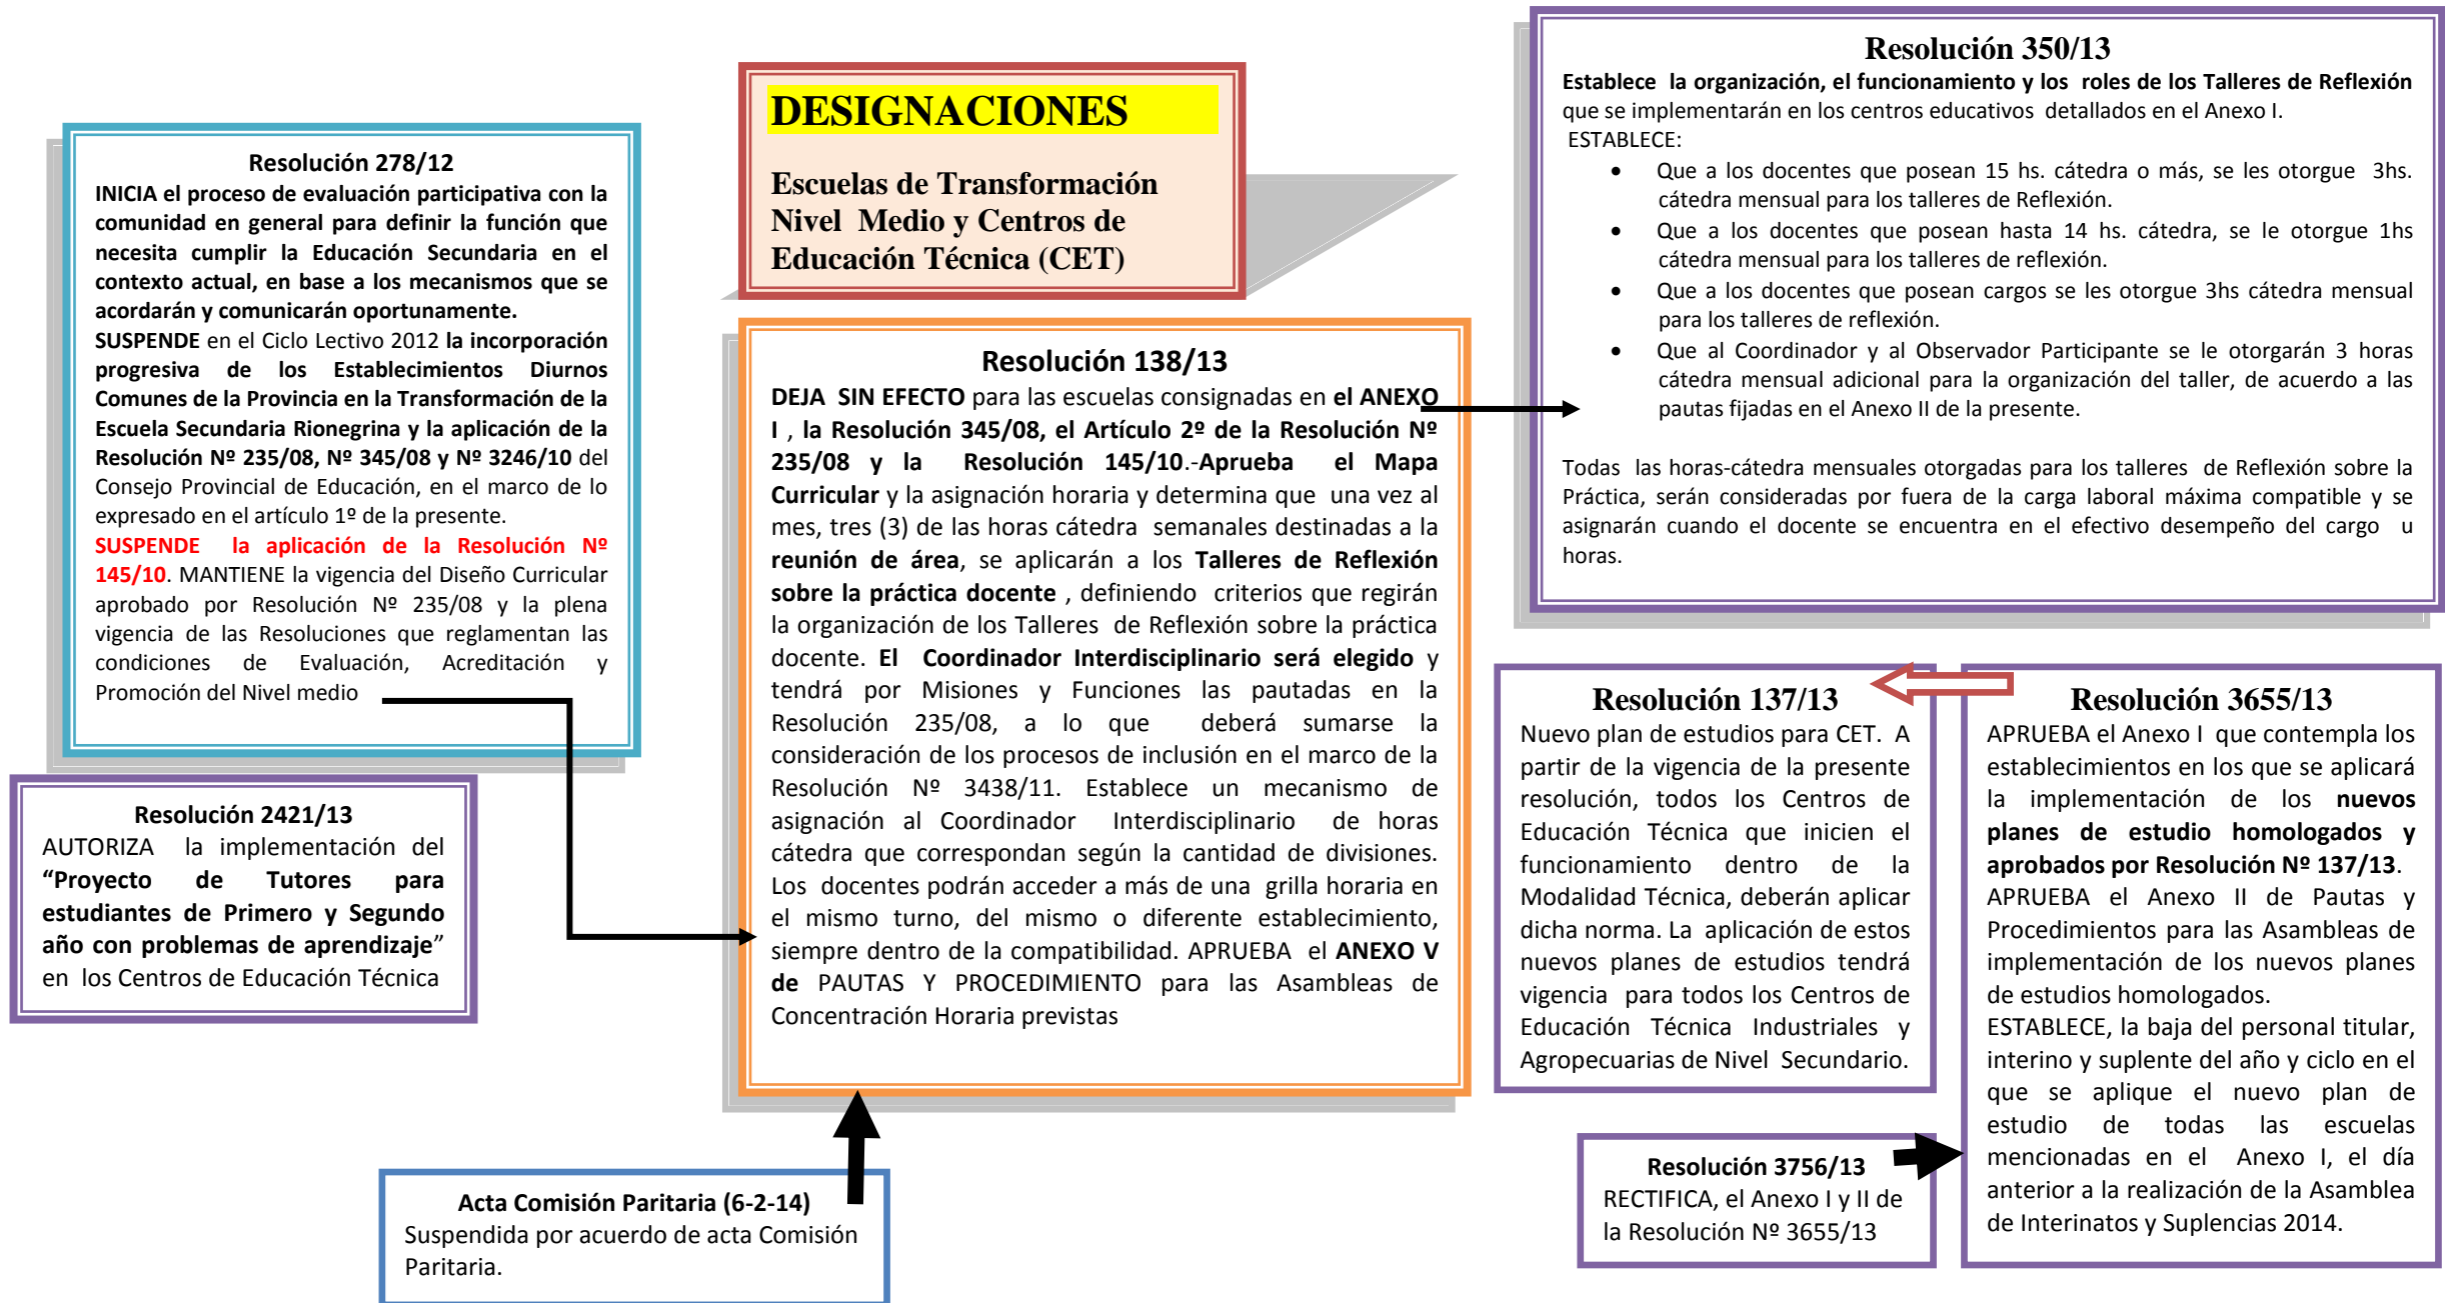 DESIGNACIONES
Escuelas de Transformación
Nivel Medio y Centros de
Educación Técnica (CET)
Resolución 278/12
INICIA el proceso de evaluación participativa con la
comunidad en general para definir la función que
necesita cumplir la Educación Secundaria en el
contexto actual, en base a los mecanismos que se
acordarán y comunicarán oportunamente.
SUSPENDE en el Ciclo Lectivo 2012 la incorporación
progresiva de los Establecimientos Diurnos
Comunes de la Provincia en la Transformación de la
Escuela Secundaria Rionegrina y la aplicación de la
Resolución Nº 235/08, Nº 345/08 y Nº 3246/10 del
Consejo Provincial de Educación, en el marco de lo
expresado en el artículo 1º de la presente.
SUSPENDE la aplicación de la Resolución Nº
145/10. MANTIENE la vigencia del Diseño Curricular
aprobado por Resolución Nº 235/08 y la plena
vigencia de las Resoluciones que reglamentan las
condiciones de Evaluación, Acreditación y
Promoción del Nivel medio
Resolución 2421/13
AUTORIZA la implementación del
“Proyecto de Tutores para
estudiantes de Primero y Segundo
año con problemas de aprendizaje”
en los Centros de Educación Técnica
Resolución 138/13
DEJA SIN EFECTO para las escuelas consignadas en el ANEXO
I , la Resolución 345/08, el Artículo 2º de la Resolución Nº
235/08 y la Resolución 145/10.-Aprueba el Mapa
Curricular y la asignación horaria y determina que una vez al
mes, tres (3) de las horas cátedra semanales destinadas a la
reunión de área, se aplicarán a los Talleres de Reflexión
sobre la práctica docente , definiendo criterios que regirán
la organización de los Talleres de Reflexión sobre la práctica
docente. El Coordinador Interdisciplinario será elegido y
tendrá por Misiones y Funciones las pautadas en la
Resolución 235/08, a lo que deberá sumarse la
consideración de los procesos de inclusión en el marco de la
Resolución Nº 3438/11. Establece un mecanismo de
asignación al Coordinador Interdisciplinario de horas
cátedra que correspondan según la cantidad de divisiones.
Los docentes podrán acceder a más de una grilla horaria en
el mismo turno, del mismo o diferente establecimiento,
siempre dentro de la compatibilidad. APRUEBA el ANEXO V
de PAUTAS Y PROCEDIMIENTO para las Asambleas de
Concentración Horaria previstas
Acta Comisión Paritaria (6-2-14)
Suspendida por acuerdo de acta Comisión
Paritaria.
Resolución 350/13
Establece la organización, el funcionamiento y los roles de los Talleres de Reflexión
que se implementarán en los centros educativos detallados en el Anexo I.
ESTABLECE:
• Que a los docentes que posean 15 hs. cátedra o más, se les otorgue 3hs.
cátedra mensual para los talleres de Reflexión.
• Que a los docentes que posean hasta 14 hs. cátedra, se le otorgue 1hs
cátedra mensual para los talleres de reflexión.
• Que a los docentes que posean cargos se les otorgue 3hs cátedra mensual
para los talleres de reflexión.
• Que al Coordinador y al Observador Participante se le otorgarán 3 horas
cátedra mensual adicional para la organización del taller, de acuerdo a las
pautas fijadas en el Anexo II de la presente.
Todas las horas-cátedra mensuales otorgadas para los talleres de Reflexión sobre la
Práctica, serán consideradas por fuera de la carga laboral máxima compatible y se
asignarán cuando el docente se encuentra en el efectivo desempeño del cargo u
horas.
Resolución 137/13
Nuevo plan de estudios para CET. A
partir de la vigencia de la presente
resolución, todos los Centros de
Educación Técnica que inicien el
funcionamiento dentro de la
Modalidad Técnica, deberán aplicar
dicha norma. La aplicación de estos
nuevos planes de estudios tendrá
vigencia para todos los Centros de
Educación Técnica Industriales y
Agropecuarias de Nivel Secundario.
Resolución 3655/13
APRUEBA el Anexo I que contempla los
establecimientos en los que se aplicará
la implementación de los nuevos
planes de estudio homologados y
aprobados por Resolución Nº 137/13.
APRUEBA el Anexo II de Pautas y
Procedimientos para las Asambleas de
implementación de los nuevos planes
de estudios homologados.
ESTABLECE, la baja del personal titular,
interino y suplente del año y ciclo en el
que se aplique el nuevo plan de
estudio de todas las escuelas
mencionadas en el Anexo I, el día
anterior a la realización de la Asamblea
de Interinatos y Suplencias 2014.
Resolución 3756/13
RECTIFICA, el Anexo I y II de
la Resolución Nº 3655/13